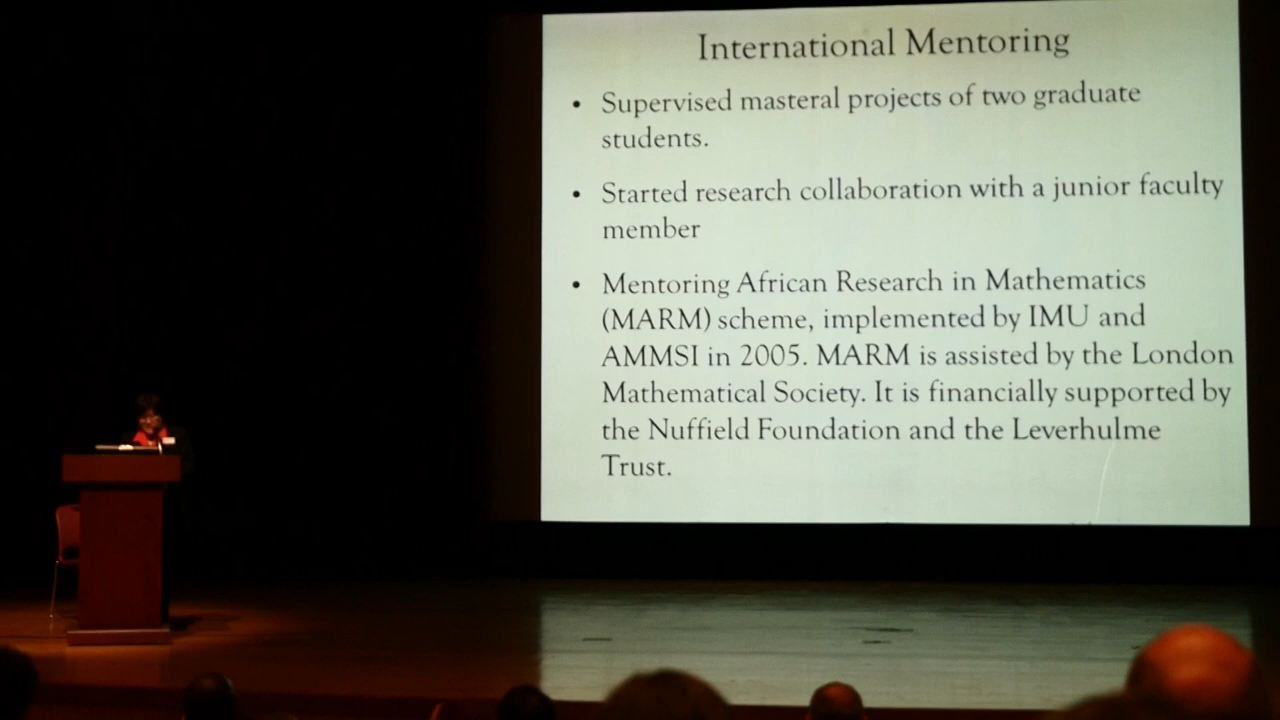 International Mentoring
• Supervised masteral projects of two graduate
students.
• Started research collaboration with a junior faculty
member
• Mentoring African Research in Mathematics
(MARM) scheme, implemented by IMU and
AMMSI in 2005. MARM is assisted by the London
Mathematical Society. It is financially supported by
the Nuffield Foundation and the Leverhulme
Trust.